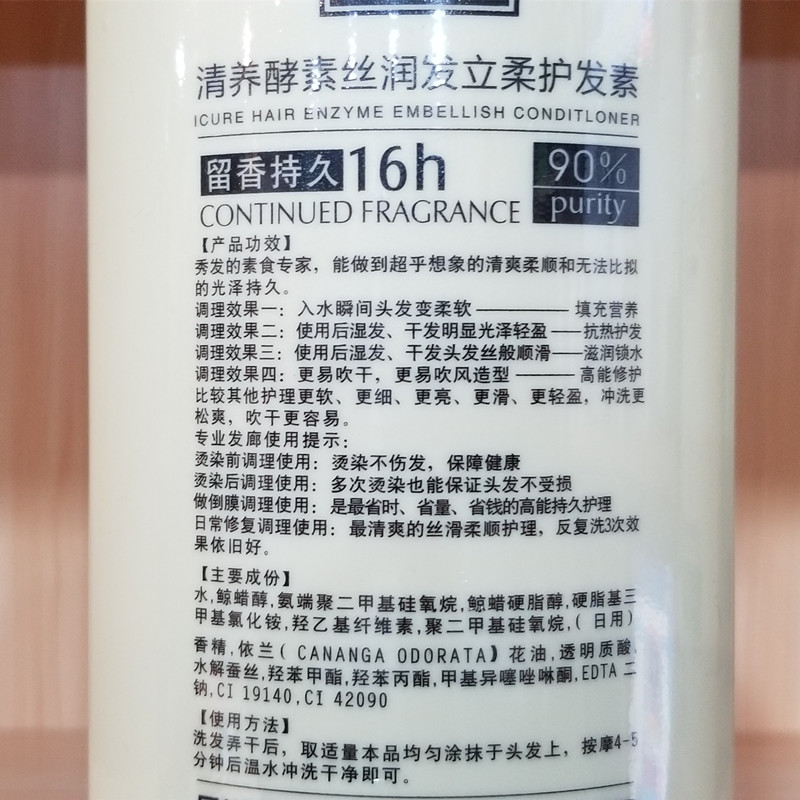 清养酵素丝润发立柔护发素
ICURE HAIR ENZYME EMBELLISH CONDITLONER
留香持久16h
90%
CONTINUED FRAGRANCE
purity
【产品功效】
秀发的素食专家，能做到超乎想象的清爽柔顺和无法比拟
的光泽持久。
调理效果一：入水瞬间头发变柔软————填充营养
调理效果二：使用后湿发、干发明显光泽轻盈——抗热护发
调理效果三：使用后湿发、干发头发丝般顺滑——滋润锁水
调理效果四：更易吹干，更易吹风造型————高能修护
比较其他护理更软、更细、更亮、更滑、更轻盈，冲洗更
松爽，吹干更容易。
专业发廊使用提示：
烫染前调理使用：烫染不伤发，保障健康
烫染后调理使用：多次烫染也能保证头发不受损
做倒膜调理使用：是最省时、省量、省钱的高能持久护理
日常修复调理使用：最清爽的丝滑柔顺护理，反复洗3次效
果依旧好。
【主要成份】
水,鲸蜡醇,氨端聚二甲基硅氧烷,鲸蜡硬脂醇,硬脂基三
甲基氯化铵,羟乙基纤维素,聚二甲基硅氧烷,(日用)
香精,依兰(CANANGA ODORATA)花油,透明质酸,
水解蚕丝,羟苯甲酯,羟苯丙酯,甲基异噻唑啉酮,EDTA 二
钠,CI 19140,CI 42090
【使用方法】
洗发弄干后，取适量本品均匀涂抹于头发上，按摩4-5
分钟后温水冲洗干净即可。